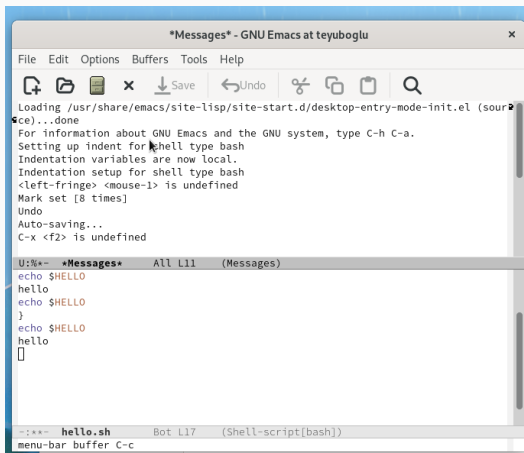 *Messages* - GNU Emacs at teyuboglu
×
File Edit Options Buffers Tools Help
Save Undo
Loading /usr/share/emacs/site-lisp/site-start.d/desktop-entry-mode-init.el (sour
ce)...done
For information about GNU Emacs and the GNU system, type C-h C-a.
Setting up indent for shell type bash
Indentation variables are now local.
Indentation setup for shell type bash
<left-fringe> <mouse-1> is undefined
Mark set [8 times]
Undo
Auto-saving...
C-x <f2> is undefined
U:%*- *Messages* All L11 (Messages)
echo $HELLO
hello
echo $HELLO
}
echo $HELLO
hello
-:**- hello.sh Bot L17 (Shell-script[bash])
menu-bar buffer C-c